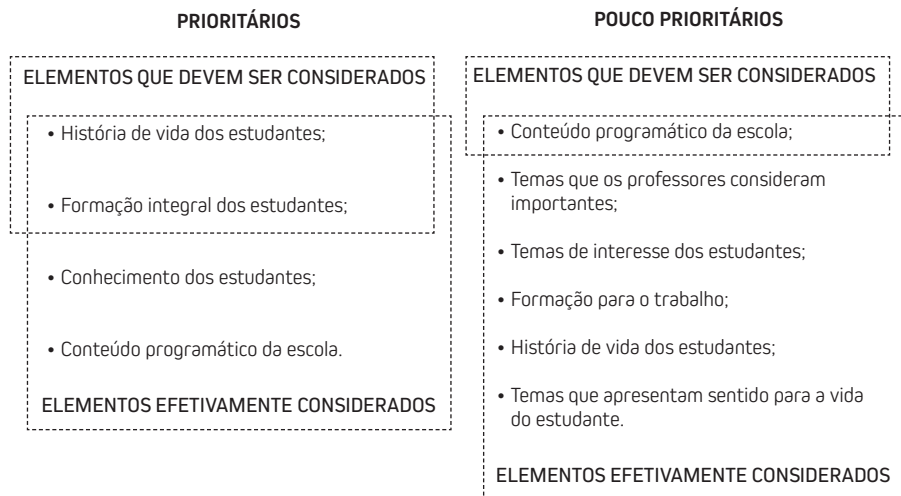 PRIORITÁRIOS
ELEMENTOS QUE DEVEM SER CONSIDERADOS
• História de vida dos estudantes;
• Formação integral dos estudantes;
• Conhecimento dos estudantes;
• Conteúdo programático da escola.
ELEMENTOS EFETIVAMENTE CONSIDERADOS
POUCO PRIORITÁRIOS
ELEMENTOS QUE DEVEM SER CONSIDERADOS
• Conteúdo programático da escola;
• Temas que os professores consideram
importantes;
• Temas de interesse dos estudantes;
• Formação para o trabalho;
• História de vida dos estudantes;
• Temas que apresentam sentido para a vida
do estudante.
ELEMENTOS EFETIVAMENTE CONSIDERADOS